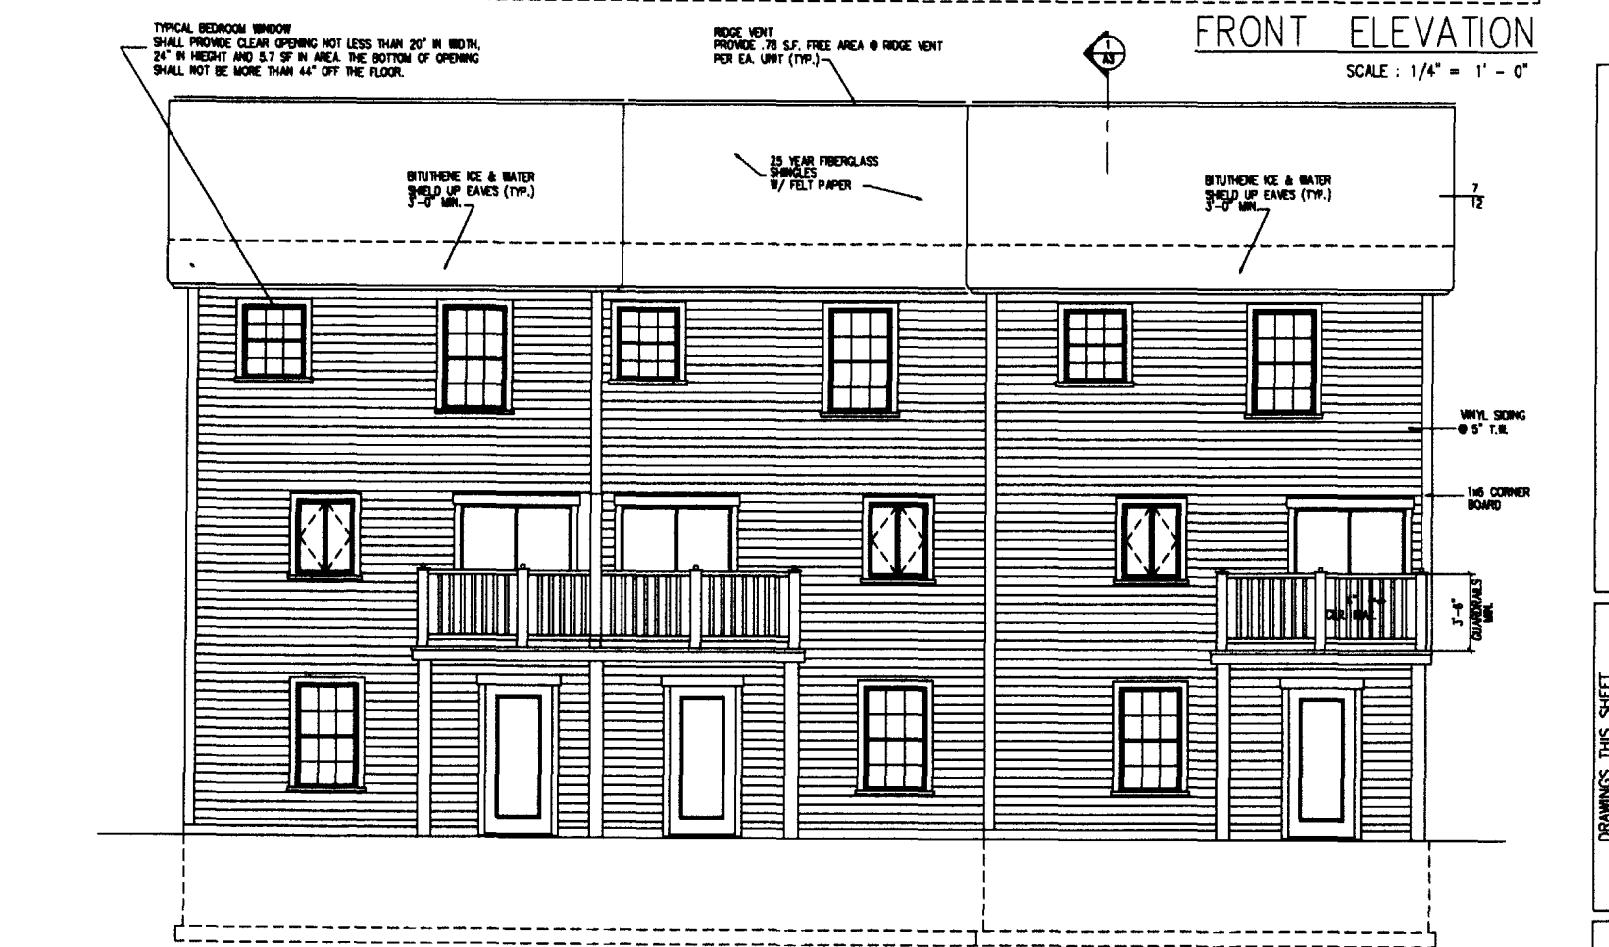 TYPICAL BEDROOM WINDOW
SHALL PROVIDE CLEAR OPENING NOT LESS THAN 20" IN WIDTH,
24" IN HIEGHT AND 5.7 SF IN AREA. THE BOTTOM OF OPENING
SHALL NOT BE MORE THAN 44" OFF THE FLOOR.
RIDGE VENT
PROVIDE .78 S.F. FREE AREA @ RIDGE VENT
PER EA. UNIT (TYP.)
1
A3
FRONT ELEVATION
SCALE : 1/4" = 1' - 0"
BITUTHENE ICE & WATER
SHIELD UP EAVES (TYP.)
3'-0" MIN.
25 YEAR FIBERGLASS
SHINGLES
W/ FELT PAPER
BITUTHENE ICE & WATER
SHIELD UP EAVES (TYP.)
3'-0" MIN.
7
12
VINYL SIDING
@ 5" T.W.
1x6 CORNER
BOARD
3'-6"
GUARDRAILS
MIN.
DRAWINGS THIS SHEET